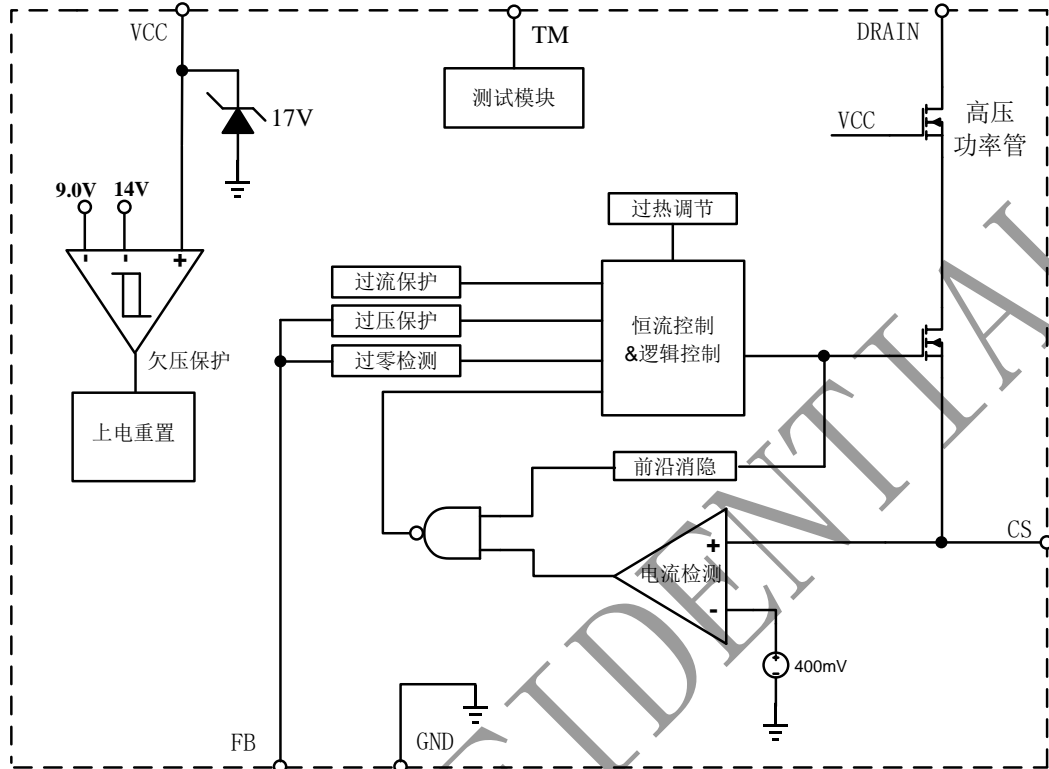 VCC
TM
DRAIN
测试模块
17V
VCC
高压
功率管
9.0V
14V
过热调节
过流保护
过压保护
过零检测
恒流控制
&逻辑控制
欠压保护
上电重置
前沿消隐
CS
+
电流检测
-
400mV
FB
GND